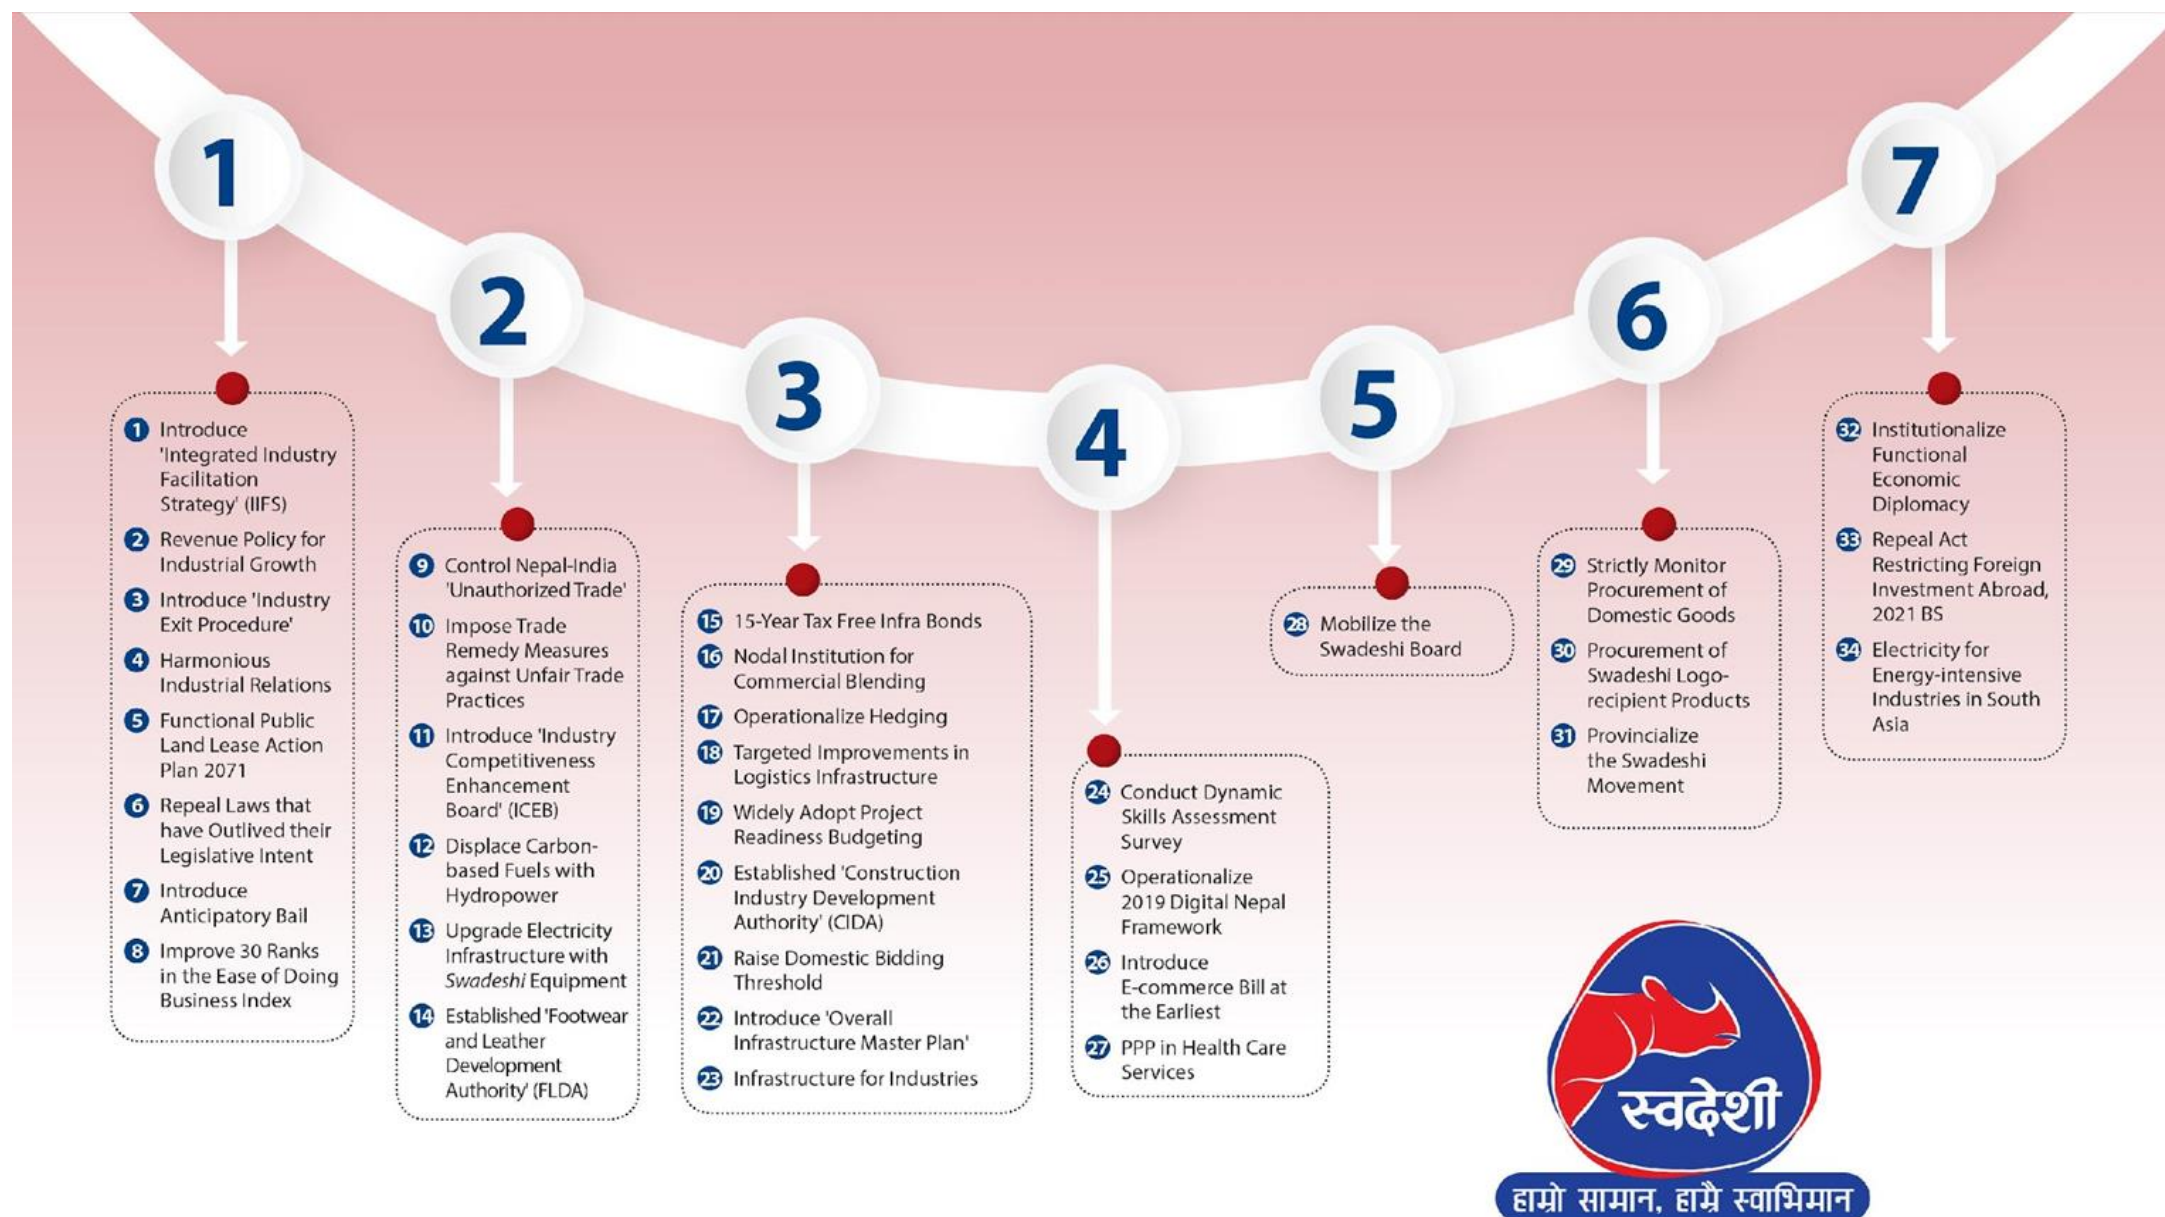 1
1 Introduce
'Integrated Industry
Facilitation
Strategy' (IIFS)
2 Revenue Policy for
Industrial Growth
3 Introduce 'Industry
Exit Procedure'
4 Harmonious
Industrial Relations
5 Functional Public
Land Lease Action
Plan 2071
6 Repeal Laws that
have Outlived their
Legislative Intent
7 Introduce
Anticipatory Bail
8 Improve 30 Ranks
in the Ease of Doing
Business Index
2
9 Control Nepal-India
'Unauthorized Trade'
10 Impose Trade
Remedy Measures
against Unfair Trade
Practices
11 Introduce 'Industry
Competitiveness
Enhancement
Board' (ICEB)
12 Displace Carbon-
based Fuels with
Hydropower
13 Upgrade Electricity
Infrastructure with
Swadeshi Equipment
14 Established 'Footwear
and Leather
Development
Authority' (FLDA)
3
15 15-Year Tax Free Infra Bonds
16 Nodal Institution for
Commercial Blending
17 Operationalize Hedging
18 Targeted Improvements in
Logistics Infrastructure
19 Widely Adopt Project
Readiness Budgeting
20 Established 'Construction
Industry Development
Authority' (CIDA)
21 Raise Domestic Bidding
Threshold
22 Introduce 'Overall
Infrastructure Master Plan'
23 Infrastructure for Industries
4
24 Conduct Dynamic
Skills Assessment
Survey
25 Operationalize
2019 Digital Nepal
Framework
26 Introduce
E-commerce Bill at
the Earliest
27 PPP in Health Care
Services
5
28 Mobilize the
Swadeshi Board
6
29 Strictly Monitor
Procurement of
Domestic Goods
30 Procurement of
Swadeshi Logo-
recipient Products
31 Provincialize
the Swadeshi
Movement
7
32 Institutionalize
Functional
Economic
Diplomacy
33 Repeal Act
Restricting Foreign
Investment Abroad,
2021 BS
34 Electricity for
Energy-intensive
Industries in South
Asia
स्वदेशी
हाम्रो सामान, हाम्रै स्वाभिमान